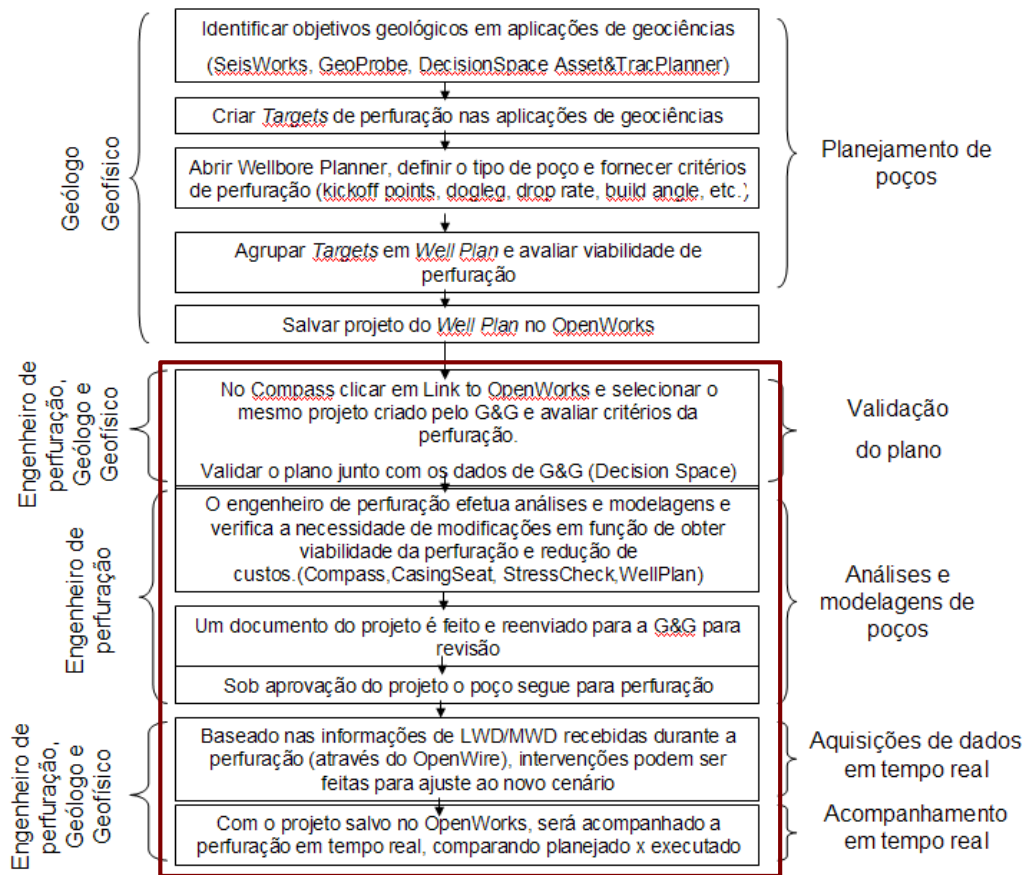 Geólogo
Geofísico
Identificar objetivos geológicos em aplicações de geociências
(SeisWorks, GeoProbe, DecisionSpace Asset&TracPlanner)
Criar Targets de perfuração nas aplicações de geociências
Abrir Wellbore Planner, definir o tipo de poço e fornecer critérios
de perfuração (kickoff points, dogleg, drop rate, build angle, etc.)
Agrupar Targets em Well Plan e avaliar viabilidade de
perfuração
Salvar projeto do Well Plan no OpenWorks
Planejamento de
poços
Engenheiro de
perfuração,
Geólogo e
Geofísico
No Compass clicar em Link to OpenWorks e selecionar o
mesmo projeto criado pelo G&G e avaliar critérios da
perfuração.
Validar o plano junto com os dados de G&G (Decision Space)
Validação
do plano
Engenheiro de
perfuração
O engenheiro de perfuração efetua análises e modelagens e
verifica a necessidade de modificações em função de obter
viabilidade da perfuração e redução de
custos.(Compass,CasingSeat, StressCheck,WellPlan)
Um documento do projeto é feito e reenviado para a G&G para
revisão
Sob aprovação do projeto o poço segue para perfuração
Análises e
modelagens de
poços
Engenheiro de
perfuração,
Geólogo e
Geofísico
Baseado nas informações de LWD/MWD recebidas durante a
perfuração (através do OpenWire), intervenções podem ser
feitas para ajuste ao novo cenário
Aquisições de dados
em tempo real
Com o projeto salvo no OpenWorks, será acompanhado a
perfuração em tempo real, comparando planejado x executado
Acompanhamento
em tempo real